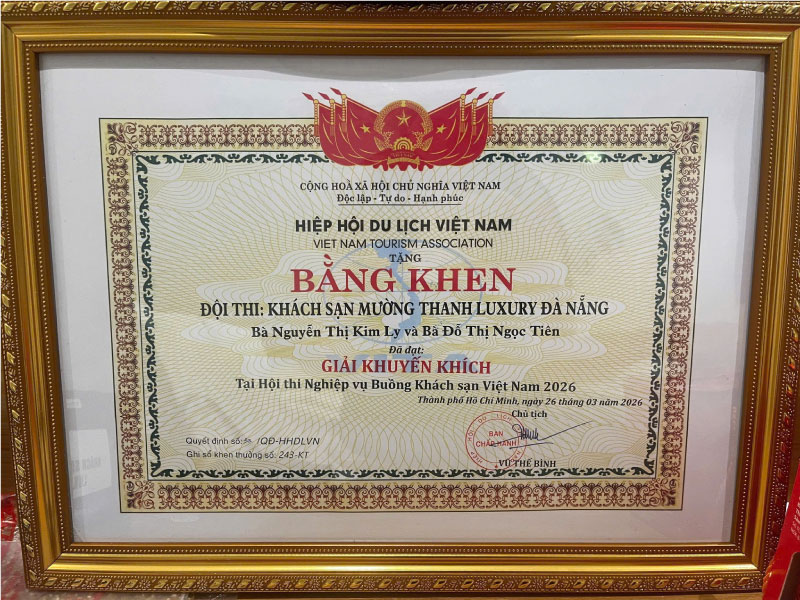 CỘNG HOÀ XÃ HỘI CHỦ NGHĨA VIỆT NAM
Độc lập - Tự do - Hạnh phúc
HIỆP HỘI DU LỊCH VIỆT NAM
VIET NAM TOURISM ASSOCIATION
TẶNG
BẰNG KHEN
ĐỘI THI: KHÁCH SẠN MƯỜNG THANH LUXURY ĐÀ NẴNG
Bà Nguyễn Thị Kim Ly và Bà Đỗ Thị Ngọc Tiên
Đã đạt:
GIẢI KHUYẾN KHÍCH
Tại Hội thi Nghiệp vụ Buồng Khách sạn Việt Nam 2026
Thành phố Hồ Chí Minh, ngày 26 tháng 03 năm 2026
Chủ tịch
BAN
CHẤP HÀNH
Quyết định số: /QĐ-HHDLVN
Ghi sổ khen thưởng số: 243-KT
VŨ THẾ BÌNH